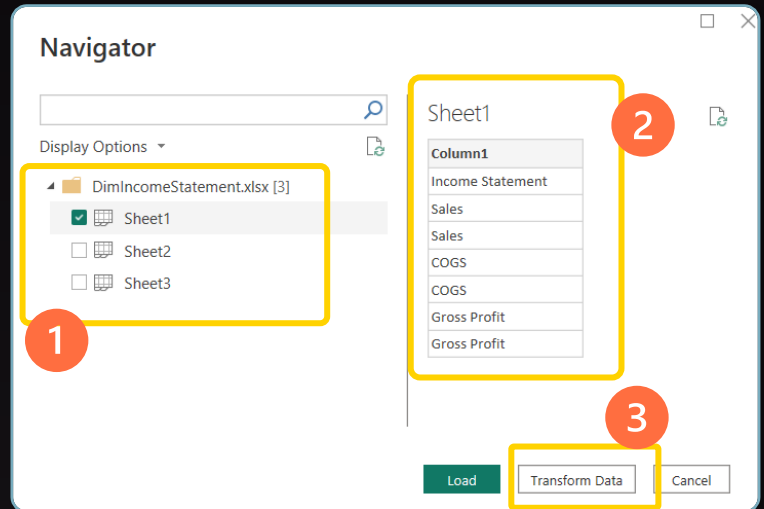 Navigator
Display Options
DimIncomeStatement.xlsx [3]
Sheet1
Sheet2
Sheet3
1
Sheet1
2
Column1
Income Statement
Sales
Sales
COGS
COGS
Gross Profit
Gross Profit
3
Load
Transform Data
Cancel